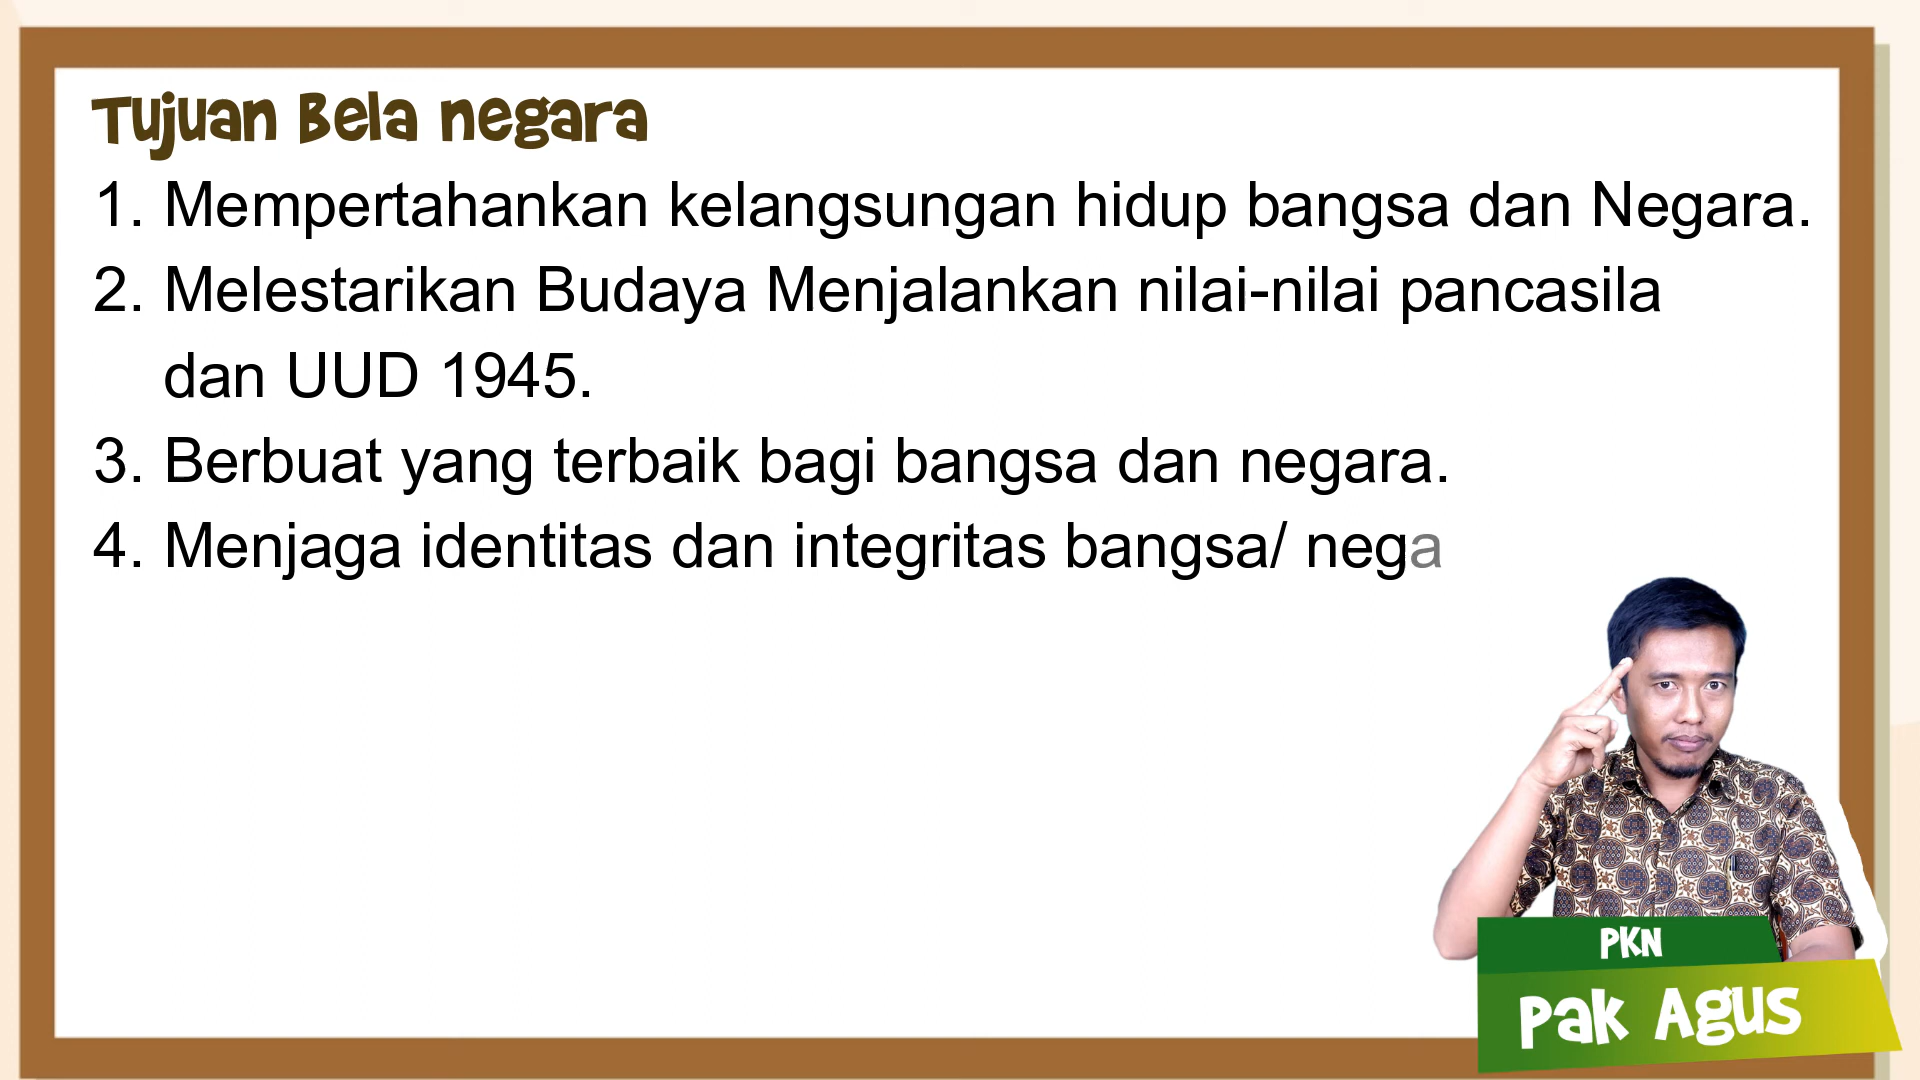 Tujuan Bela negara
1. Mempertahankan kelangsungan hidup bangsa dan Negara.
2. Melestarikan Budaya Menjalankan nilai-nilai pancasila
dan UUD 1945.
3. Berbuat yang terbaik bagi bangsa dan negara.
4. Menjaga identitas dan integritas bangsa/ nega
PKN
Pak Agus